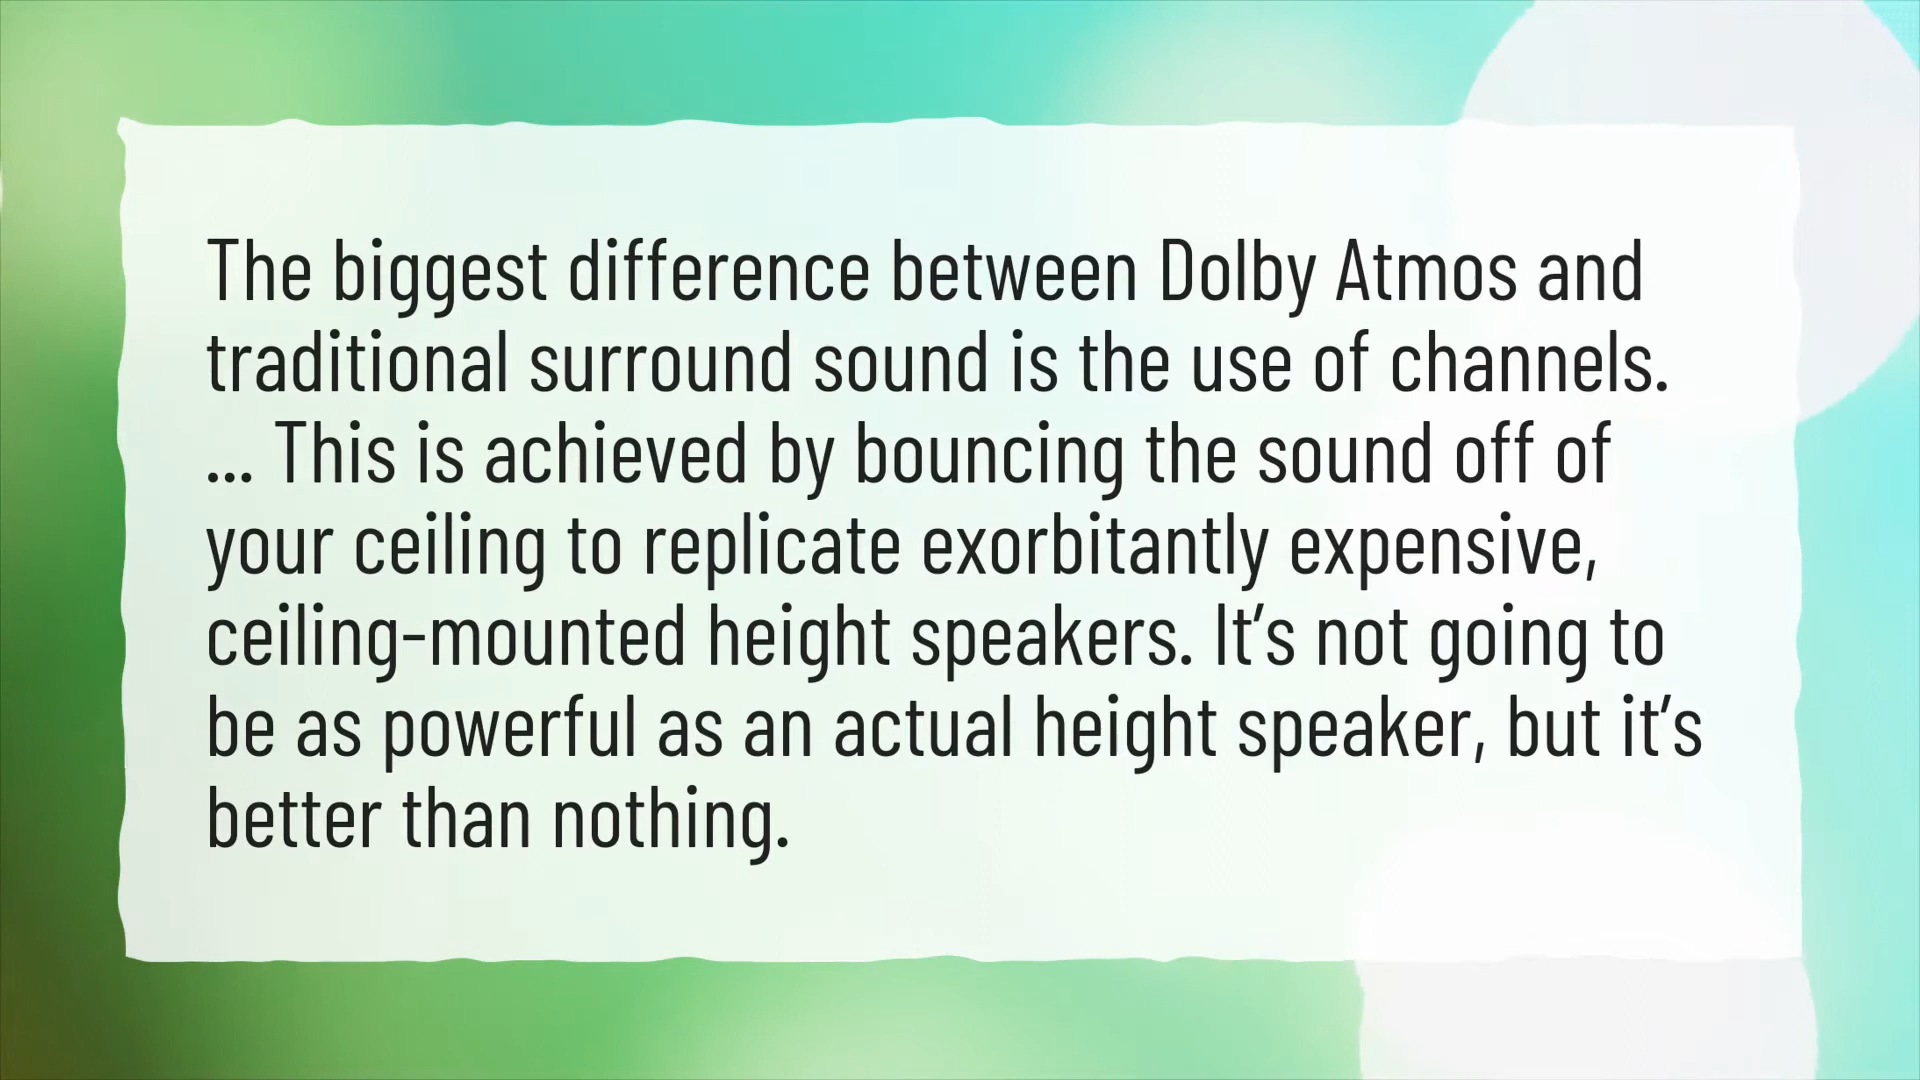 The biggest difference between Dolby Atmos and
traditional surround sound is the use of channels.
... This is achieved by bouncing the sound off of
your ceiling to replicate exorbitantly expensive,
ceiling-mounted height speakers. It’s not going to
be as powerful as an actual height speaker, but it’s
better than nothing.